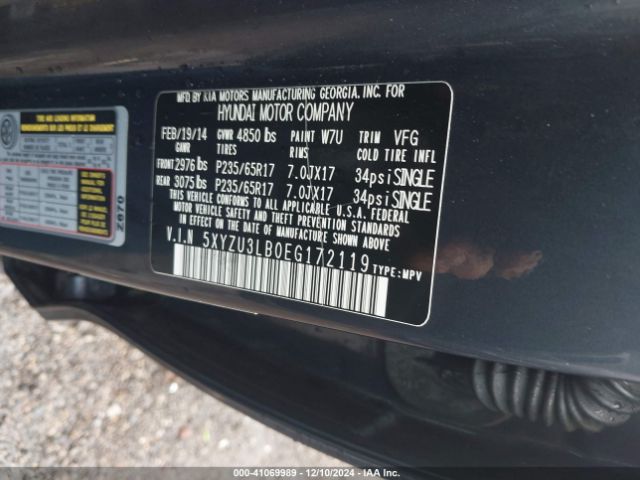 MFD. BY KIA MOTORS MANUFACTURING GEORGIA. INC. FOR
HYUNDAI MOTOR COMPANY
FEB/19/14 GVWR 4850 lbs PAINT W7U TRIM VFG
GAWR TIRES RIMS COLD TIRE INFL
FRONT 2976 lbs P235/65R17 7.0JX17 34psi SINGLE
REAR 3075 lbs P235/65R17 7.0JX17 34psi SINGLE
THIS VEHICLE CONFORMS TO ALL APPLICABLE U.S.A. FEDERAL
MOTOR VEHICLE SAFETY
THEFT PREVENTION STANDARDS IN EFFECT ON THE DATE OF
MANUFACTURE SHOWN ABOVE.
V.I.N 5XYZU3LB0EG172119 TYPE: MPV
TIRE AND LOADING INFORMATION
Z670
000-41069989 - 12/10/2024 - IAA Inc.